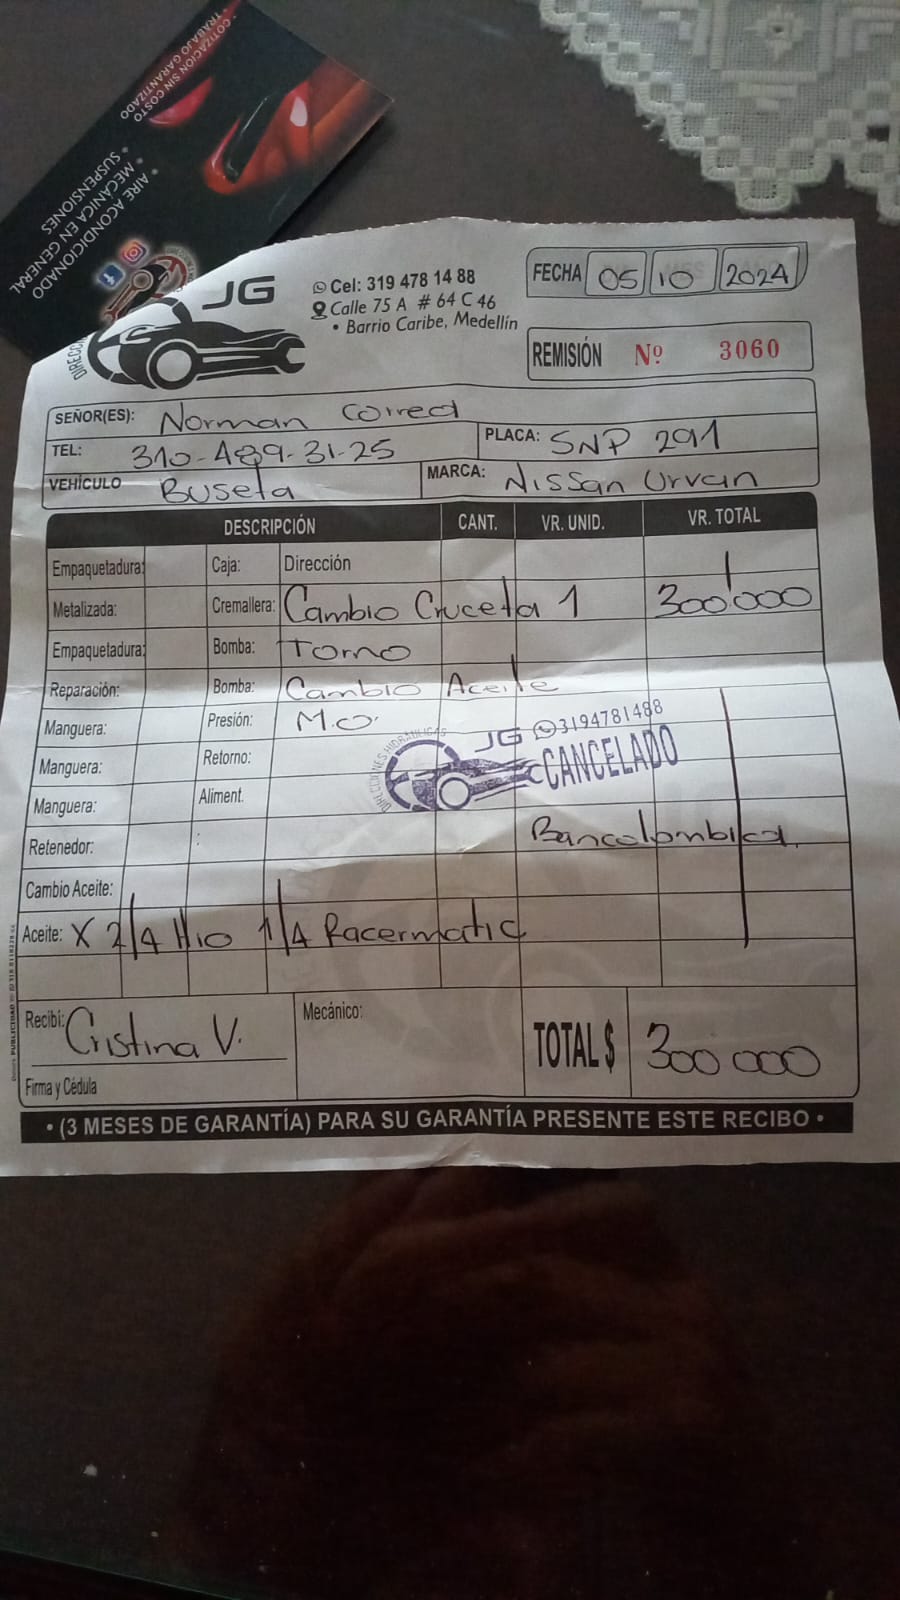 • COTIZACIÓN SIN COSTO
• TRABAJO GARANTIZADO
• AIRE ACONDICIONADO
• MECÁNICA EN GENERAL
SUSPENSIONES
JG
Cel: 319 478 14 88
Calle 75 A # 64 C 46
• Barrio Caribe, Medellín
FECHA 05 10 2024
REMISIÓN Nº 3060
SEÑOR(ES): Norman Correa
TEL: 310-489-31-25 PLACA: SNP 291
VEHÍCULO Buseta MARCA: Nissan Urvan
DESCRIPCIÓN CANT. VR. UNID. VR. TOTAL
Empaquetadura: Caja: Dirección
Metalizada: Cremallera: Cambio Cruceta 1 300.000
Empaquetadura: Bomba: Torno
Reparación: Bomba: Cambio Aceite
Manguera: Presión: M.O.
Manguera: Retorno:
Manguera: Aliment.
Retenedor: :
Cambio Aceite:
Aceite: X 2/4 H10 1/4 Racermatic
DIRECCIONES HIDRÁULICAS
JG 3194781488
CANCELADO
Bancolombia.
Recibí: Cristina V. Mecánico: TOTAL $ 300 000
Firma y Cédula
• (3 MESES DE GARANTÍA) PARA SU GARANTÍA PRESENTE ESTE RECIBO •